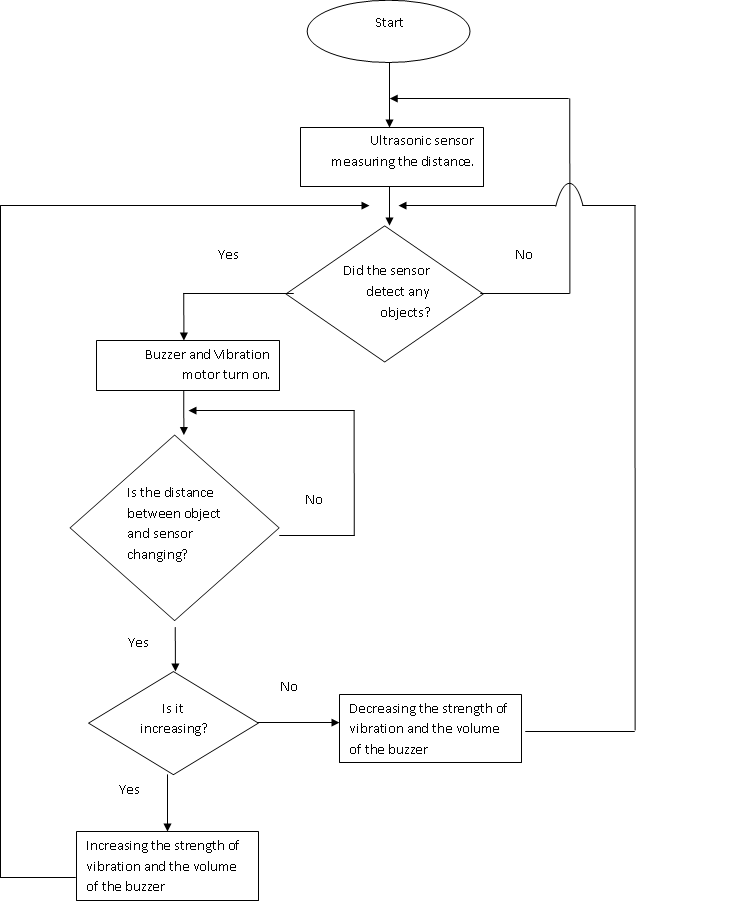 Start
Ultrasonic sensor
measuring the distance.
Yes
No
Did the sensor
detect any
objects?
Buzzer and Vibration
motor turn on.
Is the distance
between object
and sensor
changing?
No
Yes
Is it
increasing?
No
Decreasing the strength of
vibration and the volume
of the buzzer
Yes
Increasing the strength of
vibration and the volume
of the buzzer